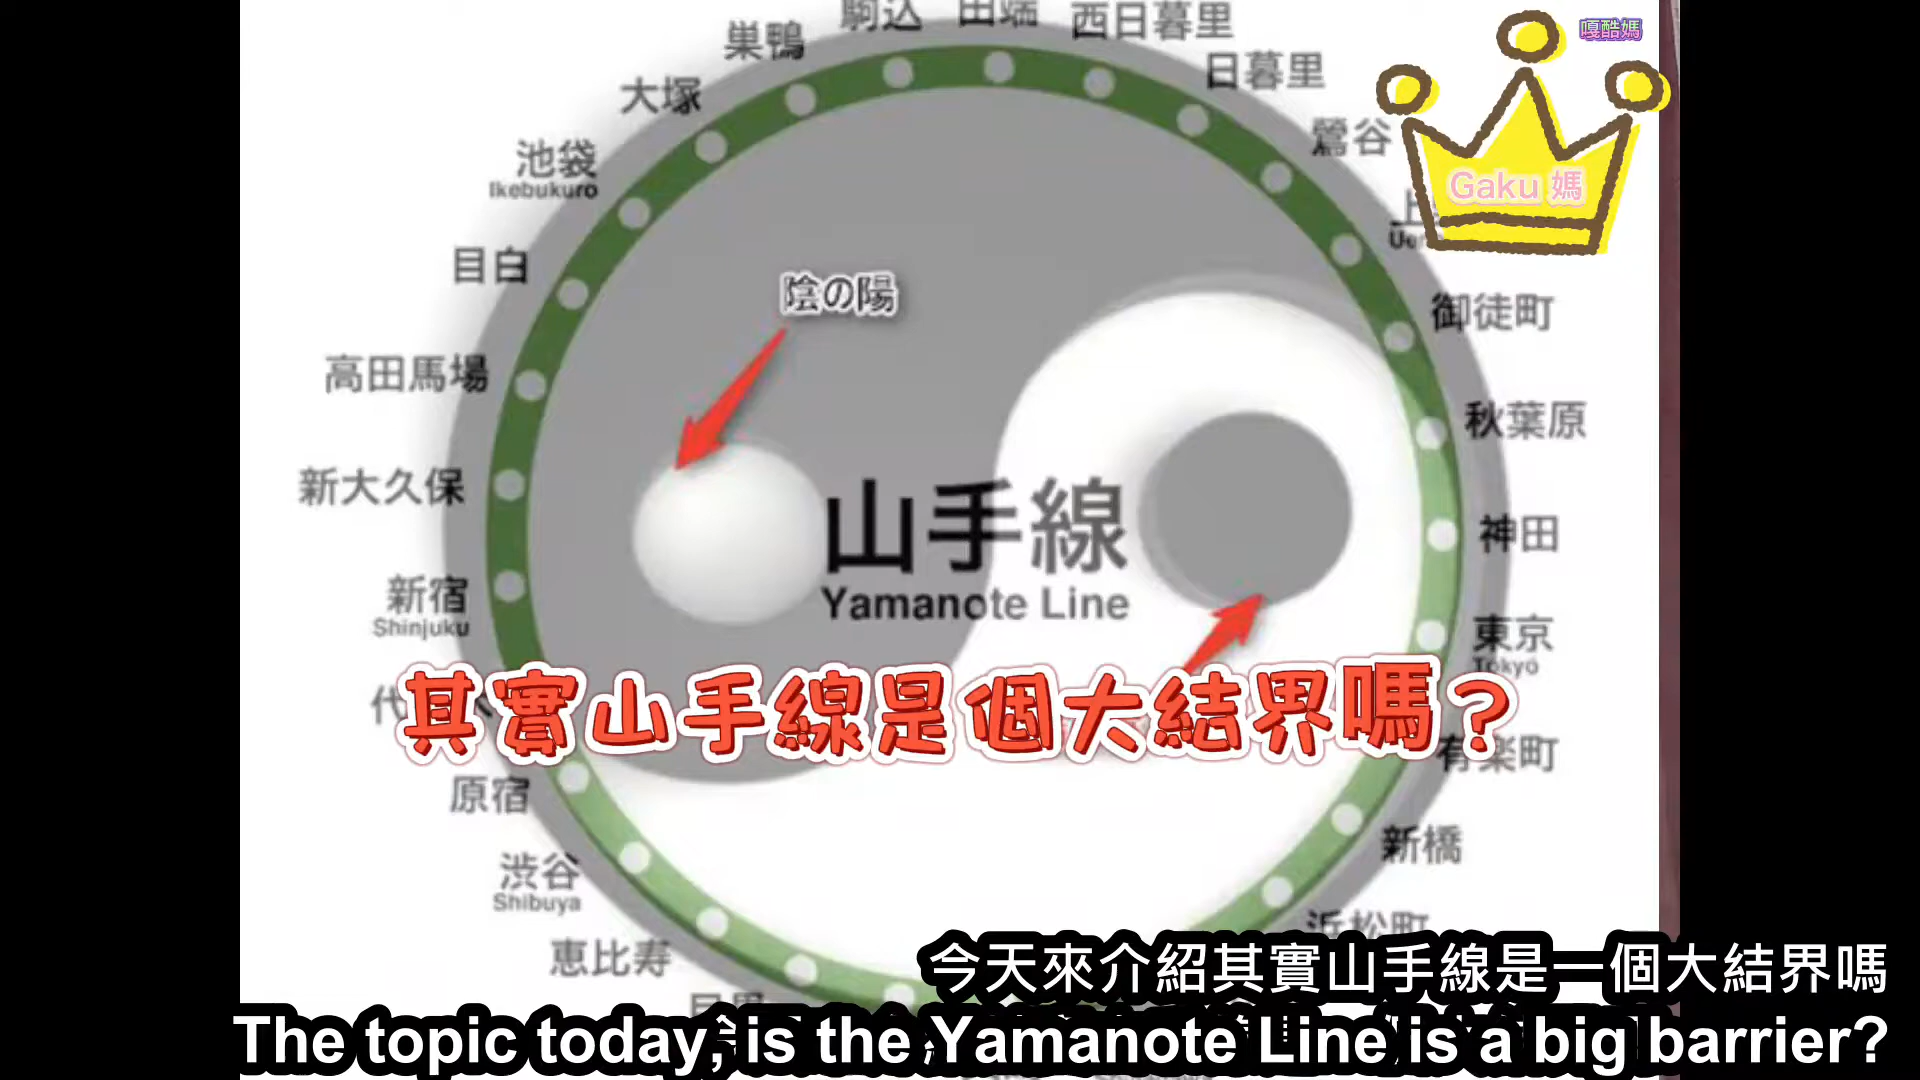 駒込
田端
西日暮里
巣鴨
日暮里
嘎酷媽
大塚
鶯谷
池袋
Ikebukuro
Gaku 媽
目白
陰の陽
御徒町
高田馬場
秋葉原
新大久保
山手線
Yamanote Line
神田
新宿
Shinjuku
東京
Tokyo
其實山手線是個大結界嗎？
有楽町
原宿
新橋
渋谷
Shibuya
浜松町
恵比寿
今天來介紹其實山手線是一個大結界嗎
The topic today, is the Yamanote Line is a big barrier?